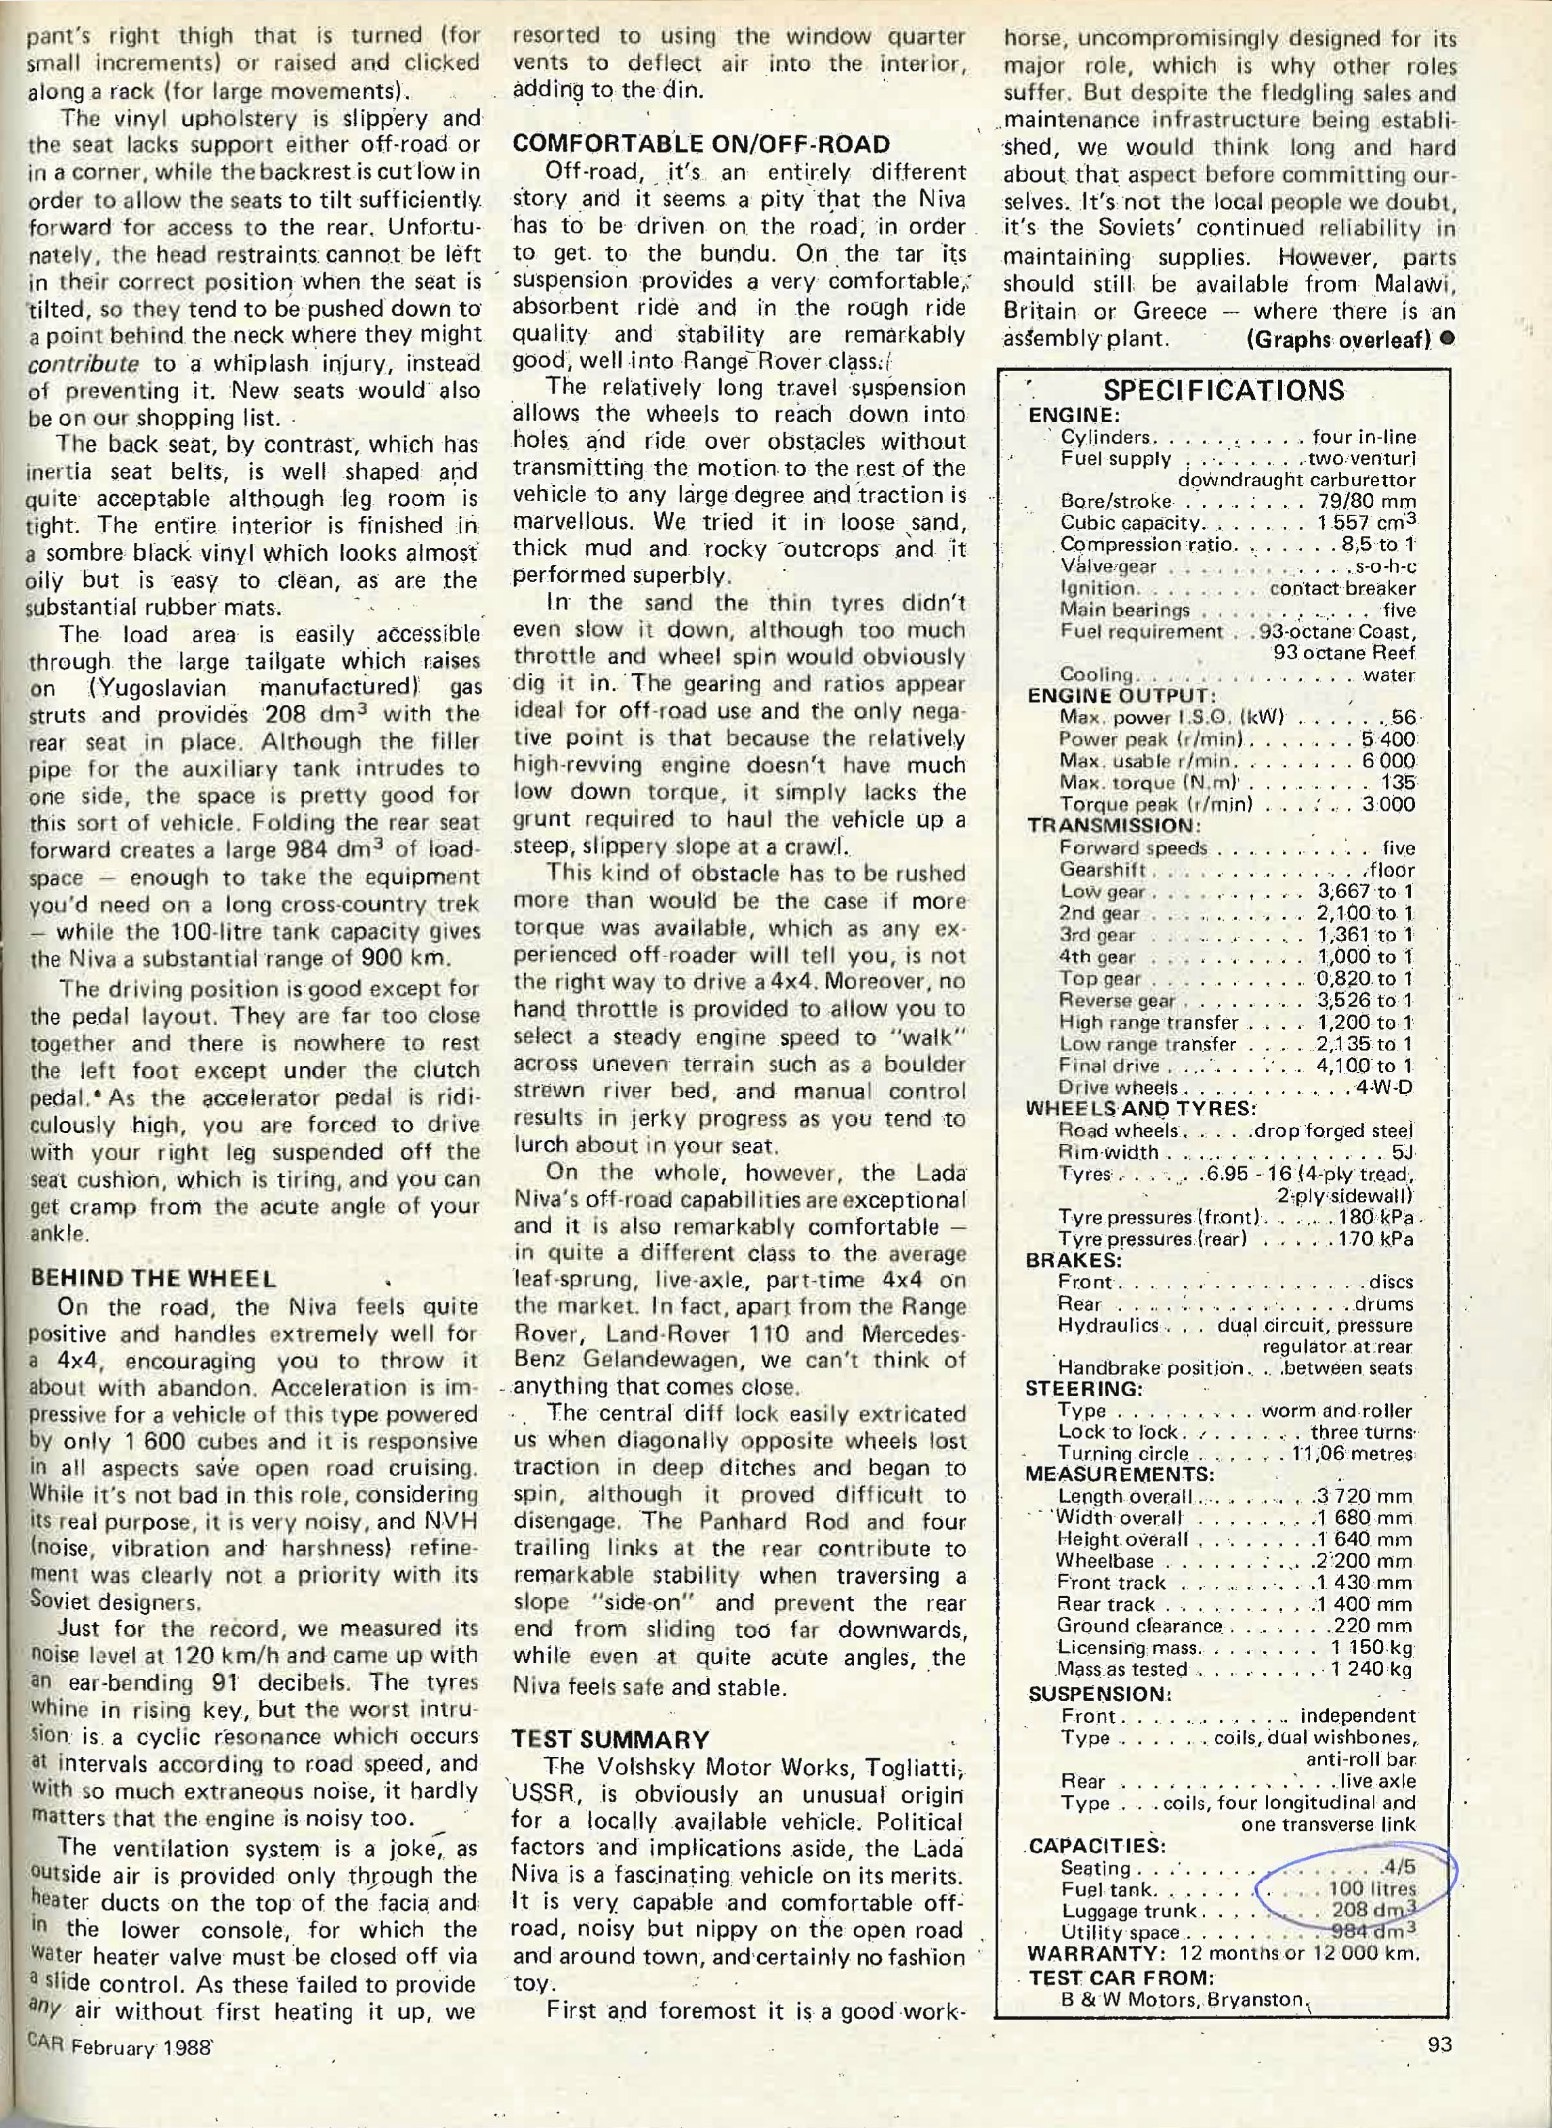 pant's right thigh that is turned (for
small increments) or raised and clicked
along a rack (for large movements).
The vinyl upholstery is slippery and
the seat lacks support either off-road or
in a corner, while the backrest is cut low in
order to allow the seats to tilt sufficiently
forward for access to the rear. Unfortu-
nately, the head restraints cannot be left
in their correct position when the seat is
tilted, so they tend to be pushed down to
a point behind the neck where they might
contribute to a whiplash injury, instead
of preventing it. New seats would also
be on our shopping list.
The back seat, by contrast, which has
inertia seat belts, is well shaped and
quite acceptable although leg room is
tight. The entire interior is finished in
a sombre black vinyl which looks almost
oily but is easy to clean, as are the
substantial rubber mats.
The load area is easily accessible
through the large tailgate which raises
on (Yugoslavian manufactured) gas
struts and provides 208 dm³ with the
rear seat in place. Although the filler
pipe for the auxiliary tank intrudes to
one side, the space is pretty good for
this sort of vehicle. Folding the rear seat
forward creates a large 984 dm³ of load-
space — enough to take the equipment
you'd need on a long cross-country trek
— while the 100-litre tank capacity gives
the Niva a substantial range of 900 km.
The driving position is good except for
the pedal layout. They are far too close
together and there is nowhere to rest
the left foot except under the clutch
pedal. As the accelerator pedal is ridi-
culously high, you are forced to drive
with your right leg suspended off the
seat cushion, which is tiring, and you can
get cramp from the acute angle of your
ankle.
BEHIND THE WHEEL
On the road, the Niva feels quite
positive and handles extremely well for
a 4x4, encouraging you to throw it
about with abandon. Acceleration is im-
pressive for a vehicle of this type powered
by only 1 600 cubes and it is responsive
in all aspects save open road cruising.
While it's not bad in this role, considering
its real purpose, it is very noisy, and NVH
(noise, vibration and harshness) refine-
ment was clearly not a priority with its
Soviet designers.
Just for the record, we measured its
noise level at 120 km/h and came up with
an ear-bending 91 decibels. The tyres
whine in rising key, but the worst intru-
sion is a cyclic resonance which occurs
at intervals according to road speed, and
with so much extraneous noise, it hardly
matters that the engine is noisy too.
The ventilation system is a joke, as
outside air is provided only through the
heater ducts on the top of the facia and
in the lower console, for which the
water heater valve must be closed off via
a slide control. As these failed to provide
any air without first heating it up, we
CAR February 1988
resorted to using the window quarter
vents to deflect air into the interior,
adding to the din.
COMFORTABLE ON/OFF-ROAD
Off-road, it's an entirely different
story and it seems a pity that the Niva
has to be driven on the road, in order
to get to the bundu. On the tar its
suspension provides a very comfortable,
absorbent ride and in the rough ride
quality and stability are remarkably
good, well into Range Rover class.
The relatively long travel suspension
allows the wheels to reach down into
holes and ride over obstacles without
transmitting the motion to the rest of the
vehicle to any large degree and traction is
marvellous. We tried it in loose sand,
thick mud and rocky outcrops and it
performed superbly.
In the sand the thin tyres didn't
even slow it down, although too much
throttle and wheel spin would obviously
dig it in. The gearing and ratios appear
ideal for off-road use and the only nega-
tive point is that because the relatively
high-revving engine doesn't have much
low down torque, it simply lacks the
grunt required to haul the vehicle up a
steep, slippery slope at a crawl.
This kind of obstacle has to be rushed
more than would be the case if more
torque was available, which as any ex-
perienced off-roader will tell you, is not
the right way to drive a 4x4. Moreover, no
hand throttle is provided to allow you to
select a steady engine speed to "walk"
across uneven terrain such as a boulder
strewn river bed, and manual control
results in jerky progress as you tend to
lurch about in your seat.
On the whole, however, the Lada
Niva's off-road capabilities are exceptional
and it is also remarkably comfortable —
in quite a different class to the average
leaf-sprung, live-axle, part-time 4x4 on
the market. In fact, apart from the Range
Rover, Land-Rover 110 and Mercedes-
Benz Gelandewagen, we can't think of
anything that comes close.
The central diff lock easily extricated
us when diagonally opposite wheels lost
traction in deep ditches and began to
spin, although it proved difficult to
disengage. The Panhard Rod and four
trailing links at the rear contribute to
remarkable stability when traversing a
slope "side-on" and prevent the rear
end from sliding too far downwards,
while even at quite acute angles, the
Niva feels safe and stable.
TEST SUMMARY
The Volshsky Motor Works, Togliatti,
USSR, is obviously an unusual origin
for a locally available vehicle. Political
factors and implications aside, the Lada
Niva is a fascinating vehicle on its merits.
It is very capable and comfortable off-
road, noisy but nippy on the open road
and around town, and certainly no fashion
toy.
First and foremost it is a good work-
horse, uncompromisingly designed for its
major role, which is why other roles
suffer. But despite the fledgling sales and
maintenance infrastructure being establi-
shed, we would think long and hard
about that aspect before committing our-
selves. It's not the local people we doubt,
it's the Soviets' continued reliability in
maintaining supplies. However, parts
should still be available from Malawi,
Britain or Greece — where there is an
assembly plant. (Graphs overleaf) ●
SPECIFICATIONS
ENGINE:
Cylinders. . . . . . . . . . . four in-line
Fuel supply . . . . . . . . two venturi
downdraught carburettor
Bore/stroke . . . . . . . . 79/80 mm
Cubic capacity. . . . . . . 1 557 cm³
Compression ratio. . . . . . . 8,5 to 1
Valve gear . . . . . . . . . . . . s-o-h-c
Ignition. . . . . . . . contact breaker
Main bearings . . . . . . . . . . . five
Fuel requirement . . 93-octane Coast,
93 octane Reef
Cooling. . . . . . . . . . . . . . water
ENGINE OUTPUT:
Max. power I.S.O. (kW) . . . . . . 56
Power peak (r/min). . . . . . . 5 400
Max. usable r/min. . . . . . . . 6 000
Max. torque (N.m) . . . . . . . . 135
Torque peak (r/min) . . . . . . 3 000
TRANSMISSION:
Forward speeds . . . . . . . . . . five
Gearshift . . . . . . . . . . . . . floor
Low gear . . . . . . . . . . 3,667 to 1
2nd gear . . . . . . . . . . 2,100 to 1
3rd gear . . . . . . . . . . 1,361 to 1
4th gear . . . . . . . . . . 1,000 to 1
Top gear . . . . . . . . . . 0,820 to 1
Reverse gear . . . . . . . . 3,526 to 1
High range transfer . . . . 1,200 to 1
Low range transfer . . . . 2,135 to 1
Final drive . . . . . . . . . 4,100 to 1
Drive wheels. . . . . . . . . . . 4-W-D
WHEELS AND TYRES:
Road wheels. . . . . drop forged steel
Rim width . . . . . . . . . . . . . . . 5J
Tyres . . . . . . 6.95 - 16 (4-ply tread,
2-ply sidewall)
Tyre pressures (front). . . . . 180 kPa
Tyre pressures (rear) . . . . . 170 kPa
BRAKES:
Front . . . . . . . . . . . . . . . . discs
Rear . . . . . . . . . . . . . . . drums
Hydraulics . . . dual circuit, pressure
regulator at rear
Handbrake position. . . between seats
STEERING:
Type . . . . . . . . . worm and roller
Lock to lock. . . . . . . . three turns
Turning circle . . . . . . 11,06 metres
MEASUREMENTS:
Length overall . . . . . . . . 3 720 mm
Width overall . . . . . . . . 1 680 mm
Height overall . . . . . . . . 1 640 mm
Wheelbase . . . . . . . . . . 2 200 mm
Front track . . . . . . . . . 1 430 mm
Rear track . . . . . . . . . . 1 400 mm
Ground clearance . . . . . . . 220 mm
Licensing mass. . . . . . . . 1 150 kg
Mass as tested . . . . . . . . 1 240 kg
SUSPENSION:
Front . . . . . . . . . . . . independent
Type . . . . . . coils, dual wishbones,
anti-roll bar
Rear . . . . . . . . . . . . . . live axle
Type . . . coils, four longitudinal and
one transverse link
CAPACITIES:
Seating . . . . . . . . . . . . . . . 4/5
Fuel tank. . . . . . . . . . . 100 litres
Luggage trunk . . . . . . . . 208 dm³
Utility space . . . . . . . . . 984 dm³
WARRANTY: 12 months or 12 000 km.
TEST CAR FROM:
B & W Motors, Bryanston.
93